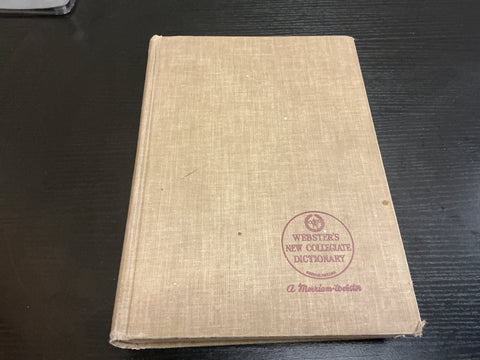 WEBSTER'S
NEW COLLEGIATE
DICTIONARY
A Merriam-Webster